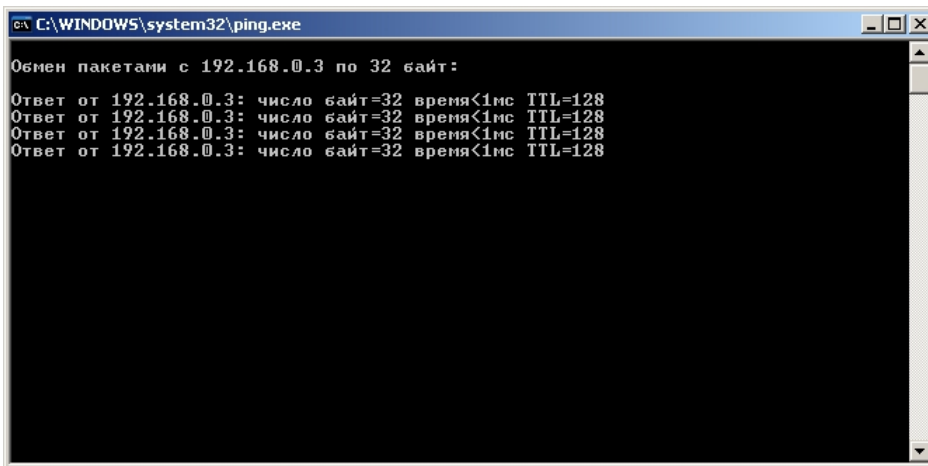 C:\WINDOWS\system32\ping.exe
Обмен пакетами с 192.168.0.3 по 32 байт:
Ответ от 192.168.0.3: число байт=32 время<1мс TTL=128
Ответ от 192.168.0.3: число байт=32 время<1мс TTL=128
Ответ от 192.168.0.3: число байт=32 время<1мс TTL=128
Ответ от 192.168.0.3: число байт=32 время<1мс TTL=128